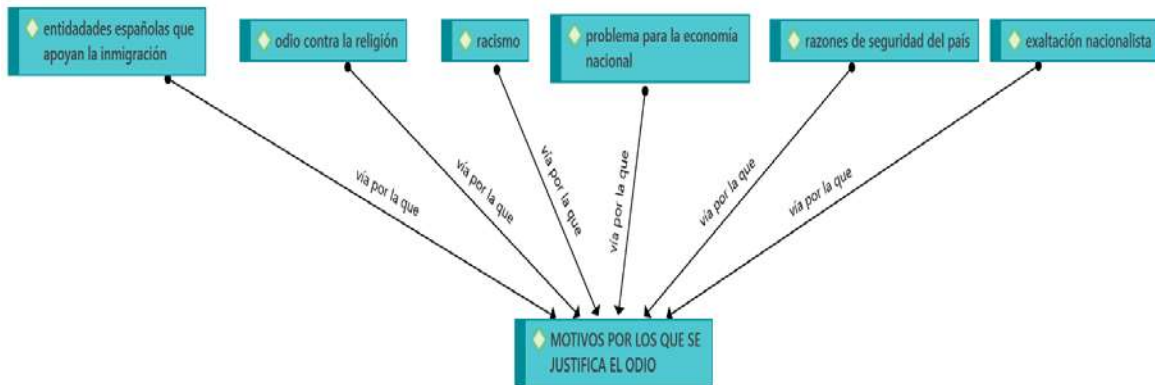 entidadades españolas que
apoyan la inmigración
odio contra la religión
racismo
problema para la economía
nacional
razones de seguridad del país
exaltación nacionalista
vía por la que
vía por la que
vía por la que
vía por la que
vía por la que
vía por la que
MOTIVOS POR LOS QUE SE
JUSTIFICA EL ODIO